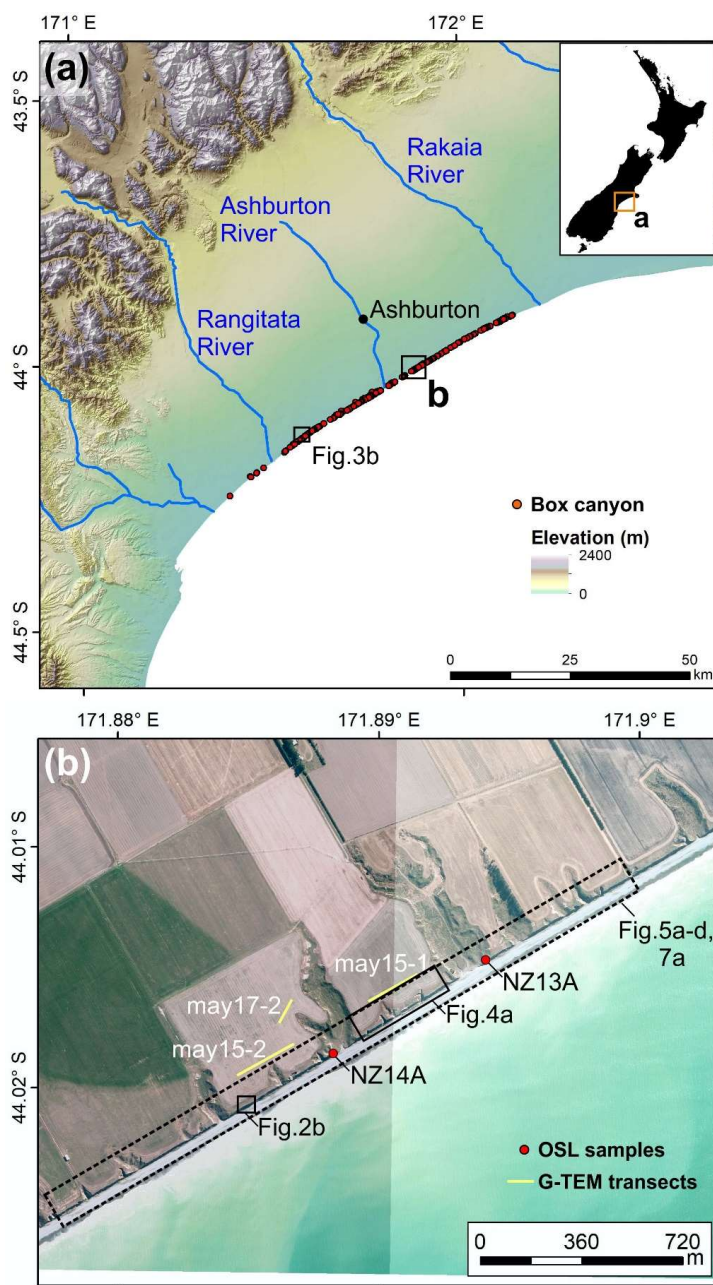 171° E
172° E
(a)
43.5° S
44° S
44.5° S
Rakaia
River
Ashburton
River
Ashburton
Rangitata
River
a
b
Fig.3b
Box canyon
Elevation (m)
2400
0
0
25
50
km
171.88° E
171.89° E
171.9° E
(b)
44.01° S
44.02° S
may15-1
may17-2
may15-2
Fig.5a-d,
7a
NZ13A
Fig.4a
NZ14A
Fig.2b
OSL samples
G-TEM transects
0
360
720
m